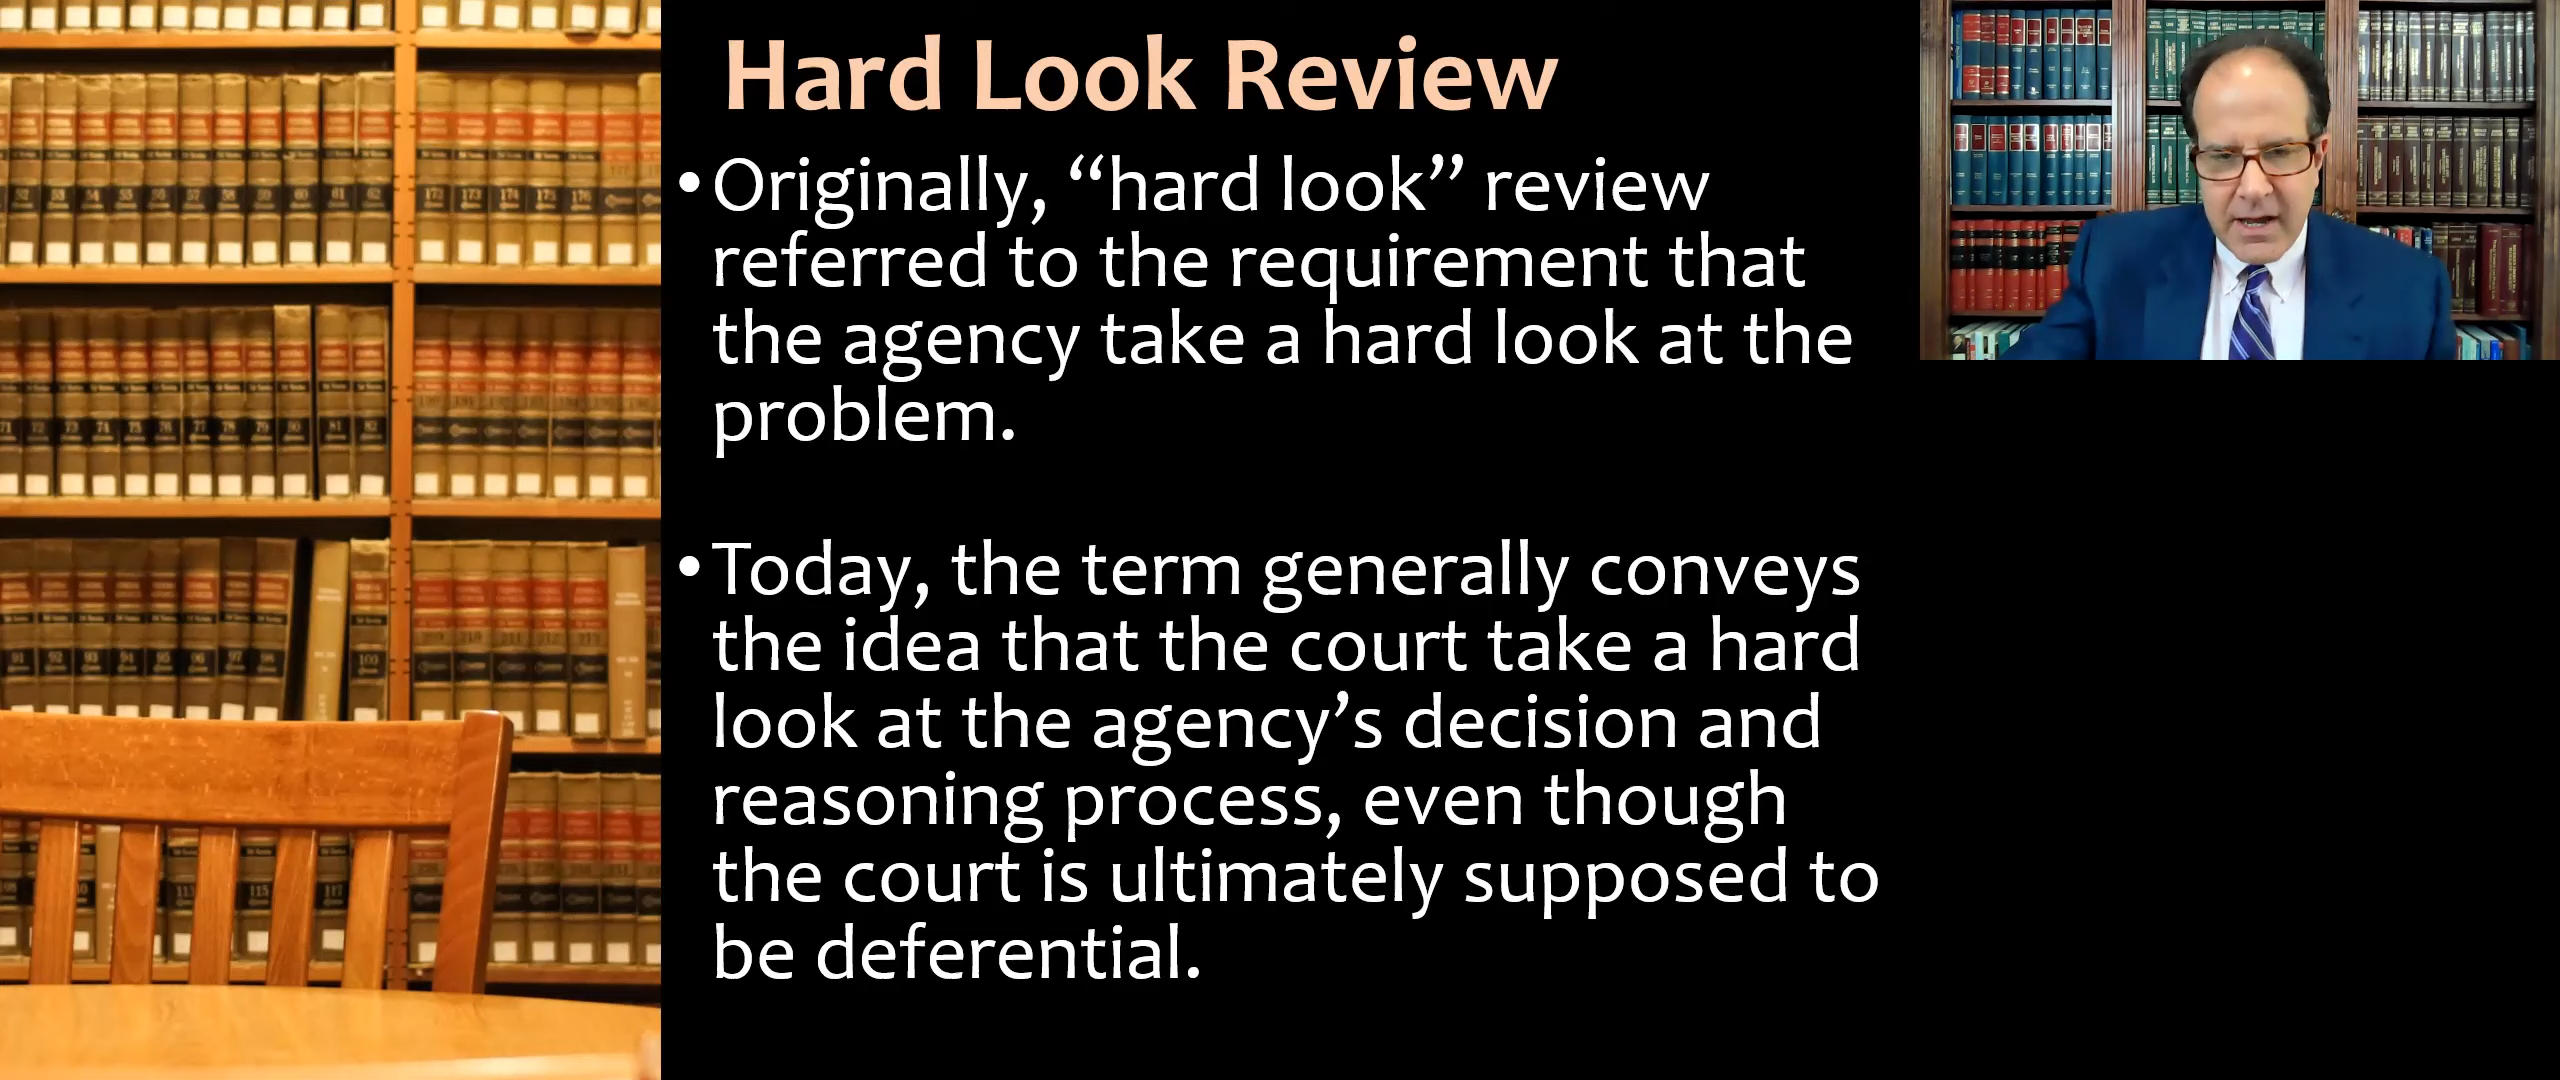 Hard Look Review
•Originally, “hard look” review
referred to the requirement that
the agency take a hard look at the
problem.
•Today, the term generally conveys
the idea that the court take a hard
look at the agency’s decision and
reasoning process, even though
the court is ultimately supposed to
be deferential.